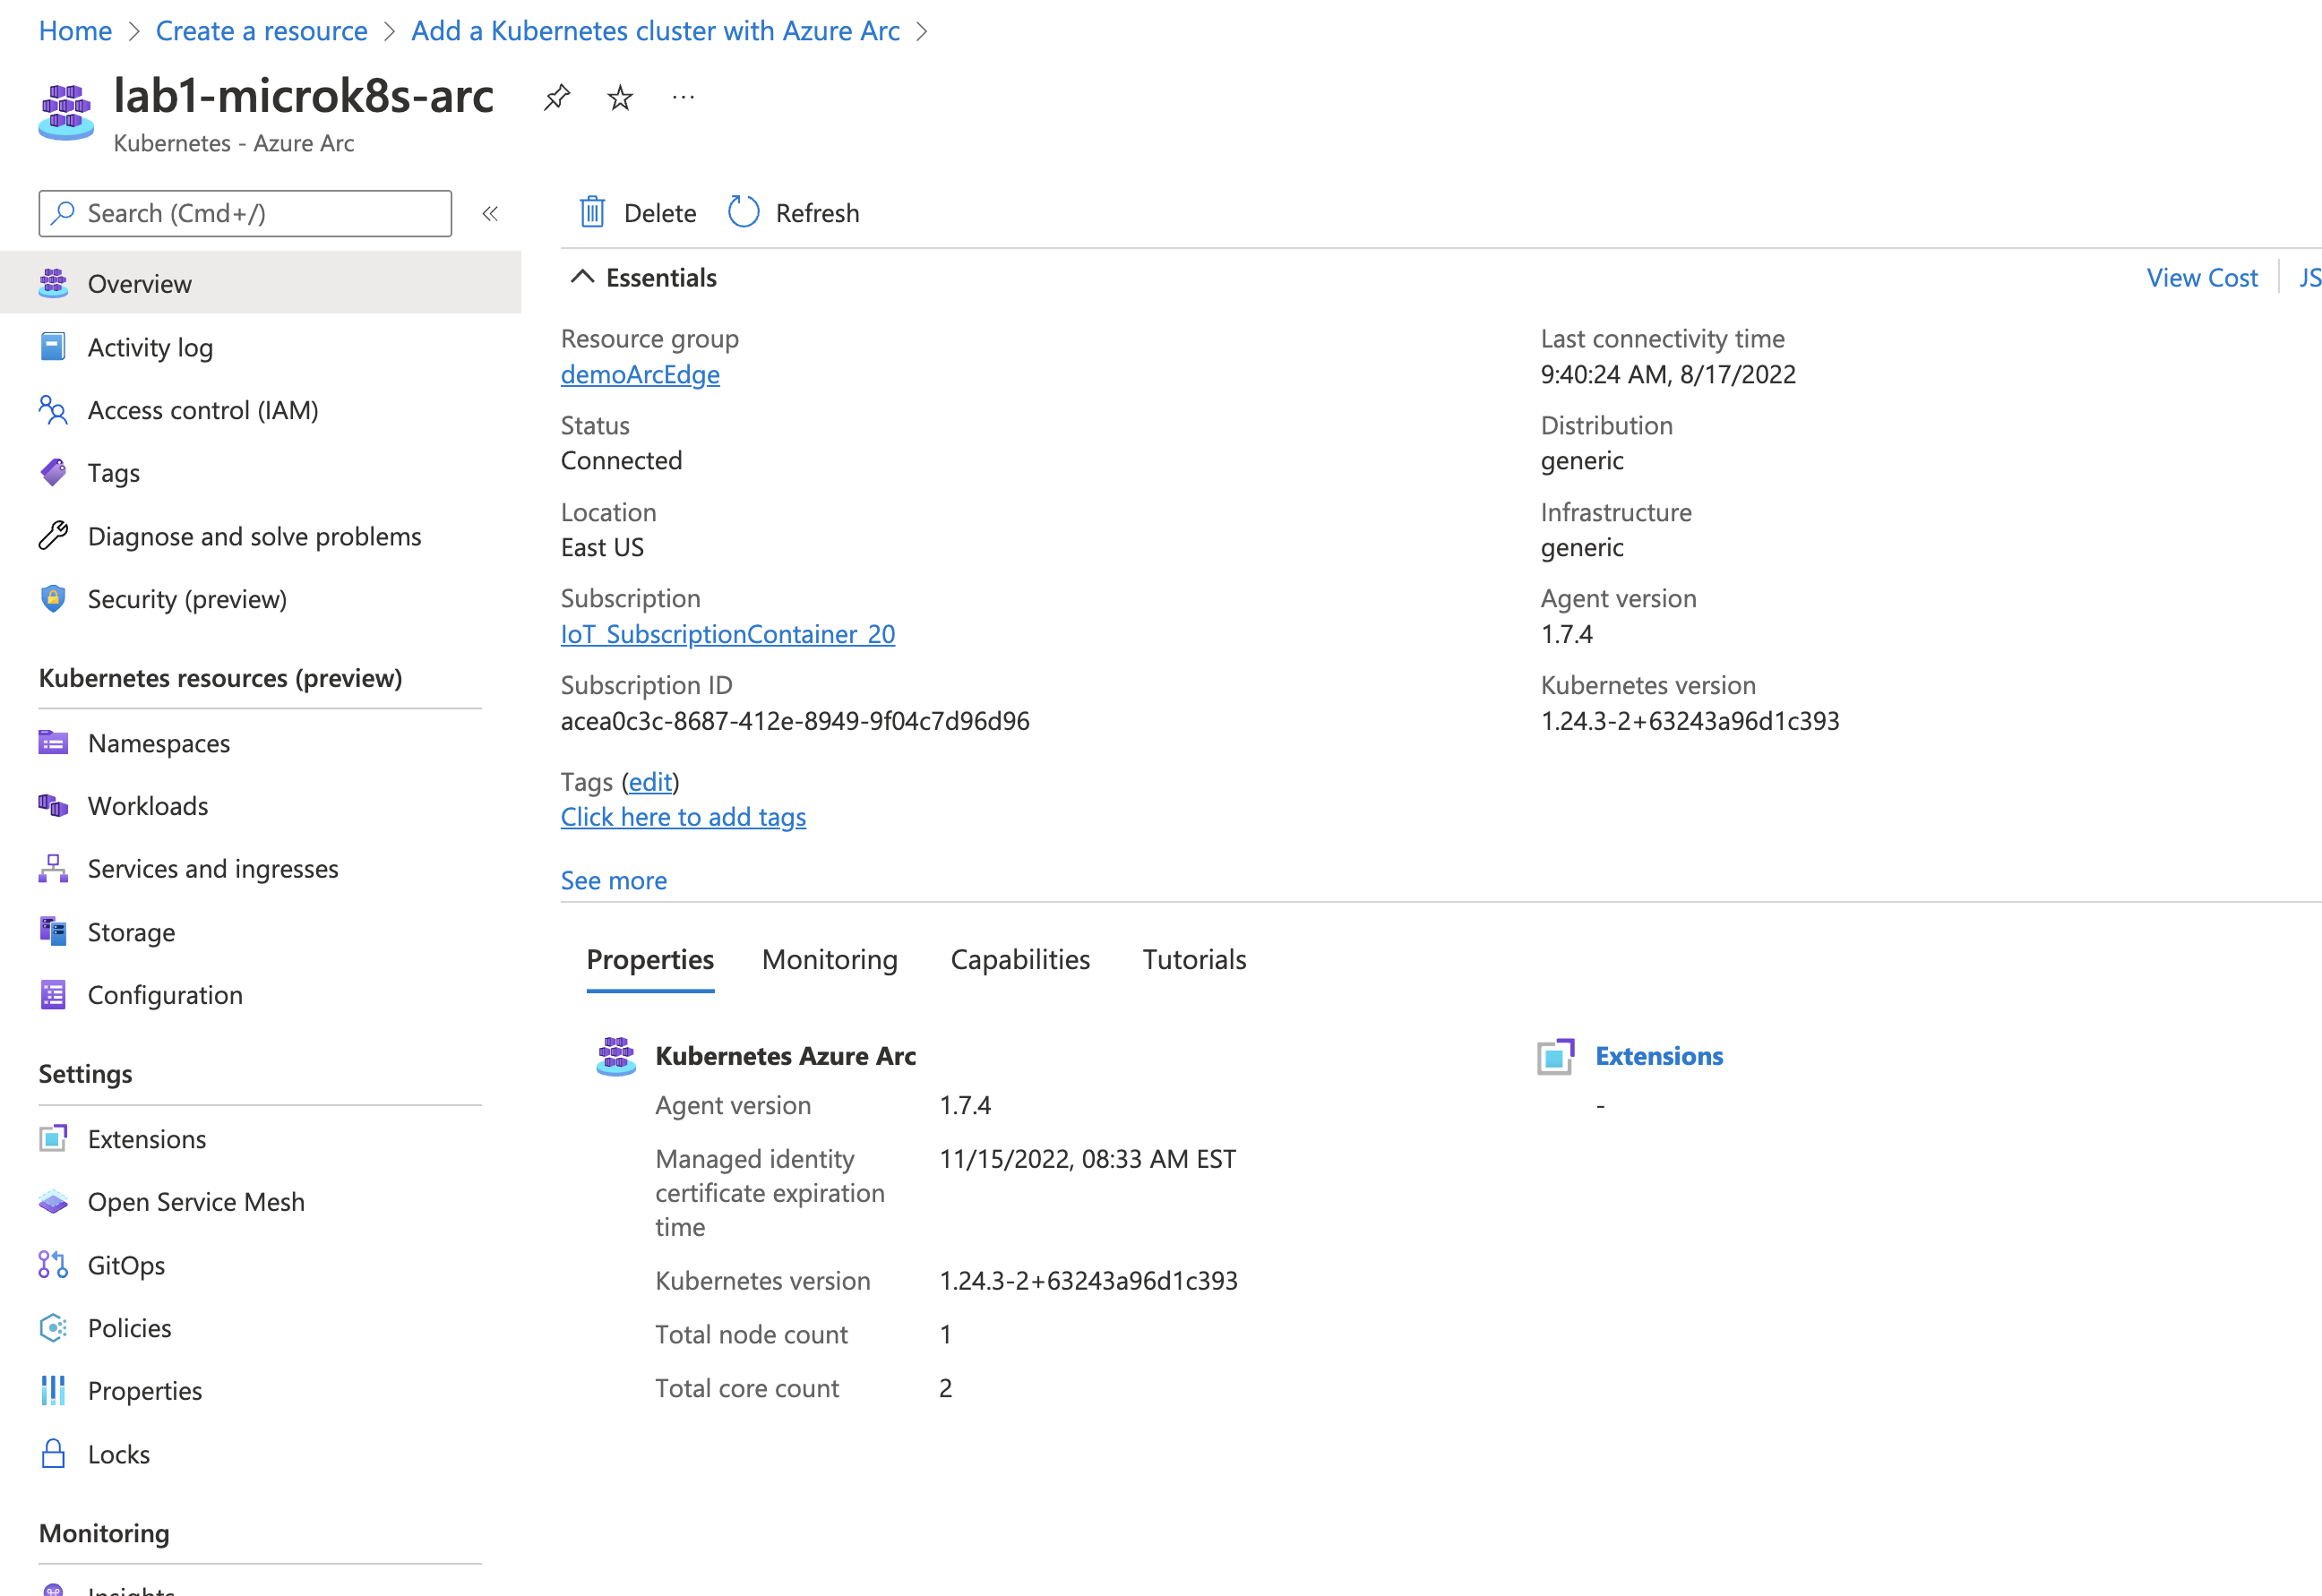 Home > Create a resource > Add a Kubernetes cluster with Azure Arc >
lab1-microk8s-arc
Kubernetes - Azure Arc
Search (Cmd+/)
«
Overview
Activity log
Access control (IAM)
Tags
Diagnose and solve problems
Security (preview)
Kubernetes resources (preview)
Namespaces
Workloads
Services and ingresses
Storage
Configuration
Settings
Extensions
Open Service Mesh
GitOps
Policies
Properties
Locks
Monitoring
Insights
Delete
Refresh
Essentials
View Cost
JS
Resource group
demoArcEdge
Status
Connected
Location
East US
Subscription
IoT_SubscriptionContainer_20
Subscription ID
acea0c3c-8687-412e-8949-9f04c7d96d96
Tags (edit)
Click here to add tags
See more
Last connectivity time
9:40:24 AM, 8/17/2022
Distribution
generic
Infrastructure
generic
Agent version
1.7.4
Kubernetes version
1.24.3-2+63243a96d1c393
Properties Monitoring Capabilities Tutorials
Kubernetes Azure Arc
Agent version 1.7.4
Managed identity 11/15/2022, 08:33 AM EST
certificate expiration
time
Kubernetes version 1.24.3-2+63243a96d1c393
Total node count 1
Total core count 2
Extensions
-